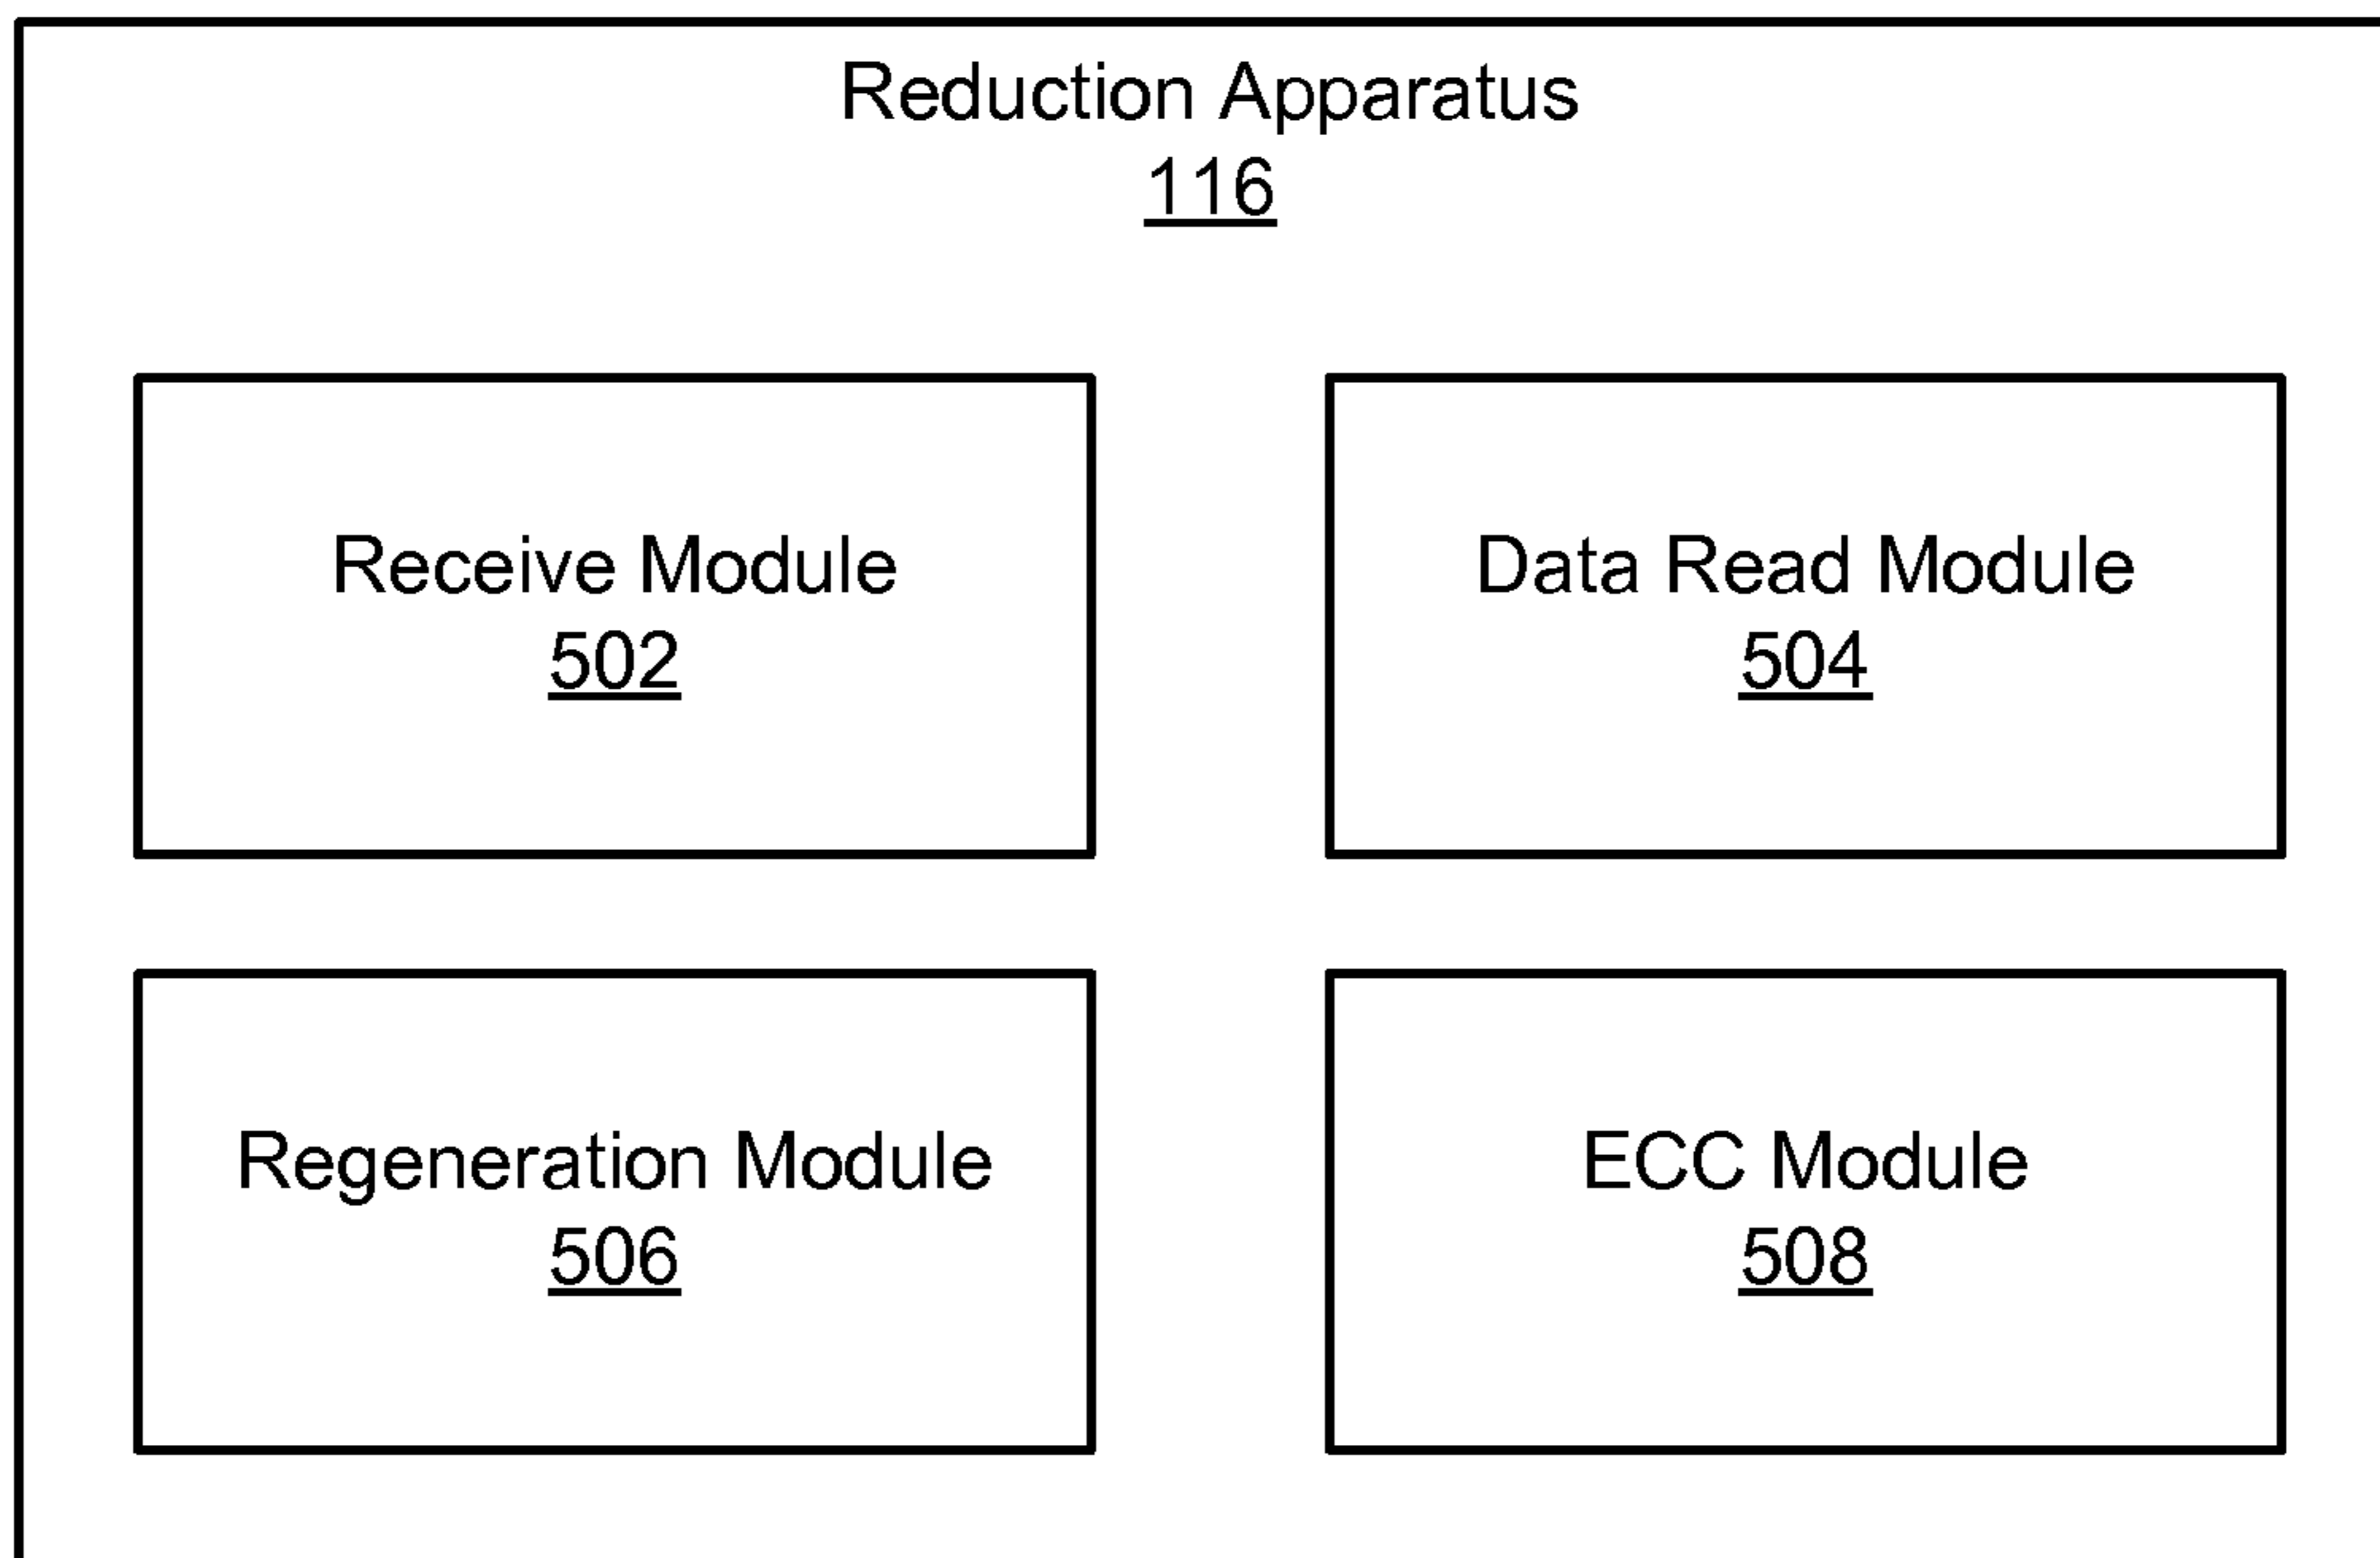 Reduction Apparatus
116
Receive Module
502
Data Read Module
504
Regeneration Module
506
ECC Module
508